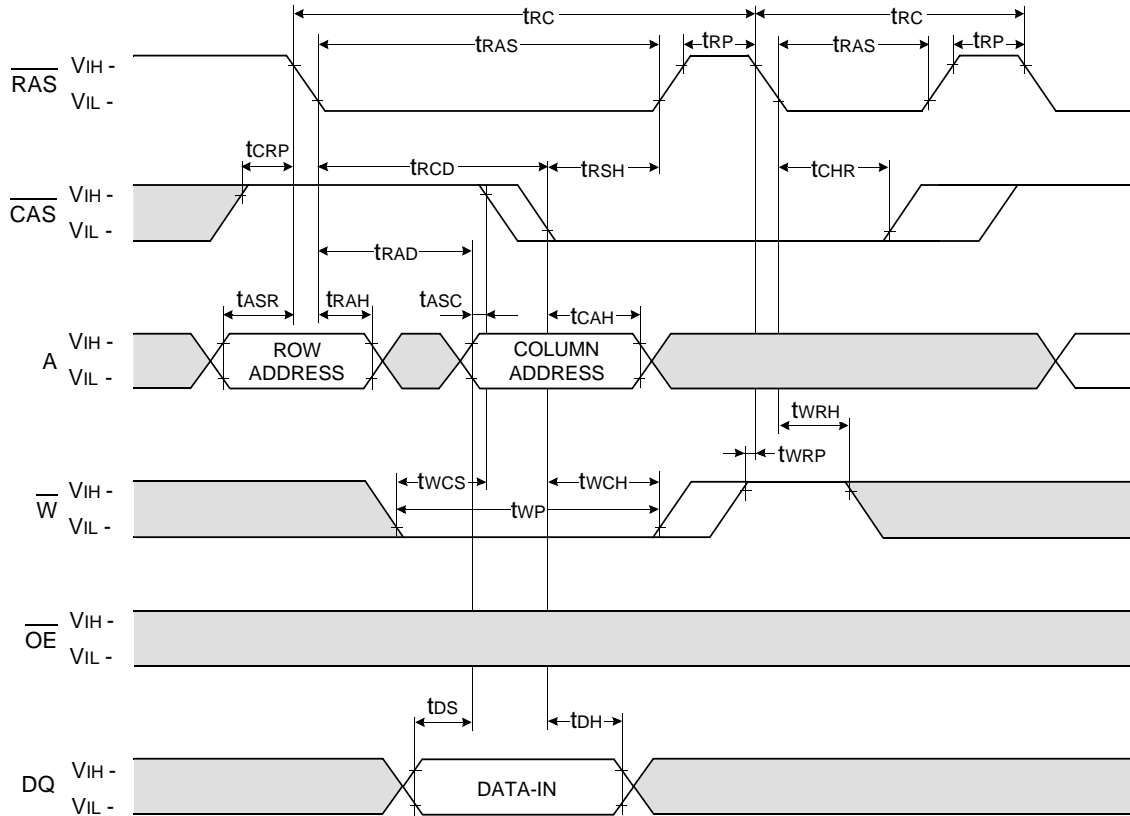 tRC tRC
tRAS tRP tRAS tRP
RAS VIH -
VIL -
tCRP tRCD tRSH tCHR
CAS VIH -
VIL -
tRAD
tASR tRAH tASC tCAH
A VIH -
VIL -
ROW
ADDRESS
COLUMN
ADDRESS
tWRH
tWRP
tWCS tWCH
W VIH -
VIL -
tWP
OE VIH -
VIL -
tDS tDH
DQ VIH -
VIL -
DATA-IN